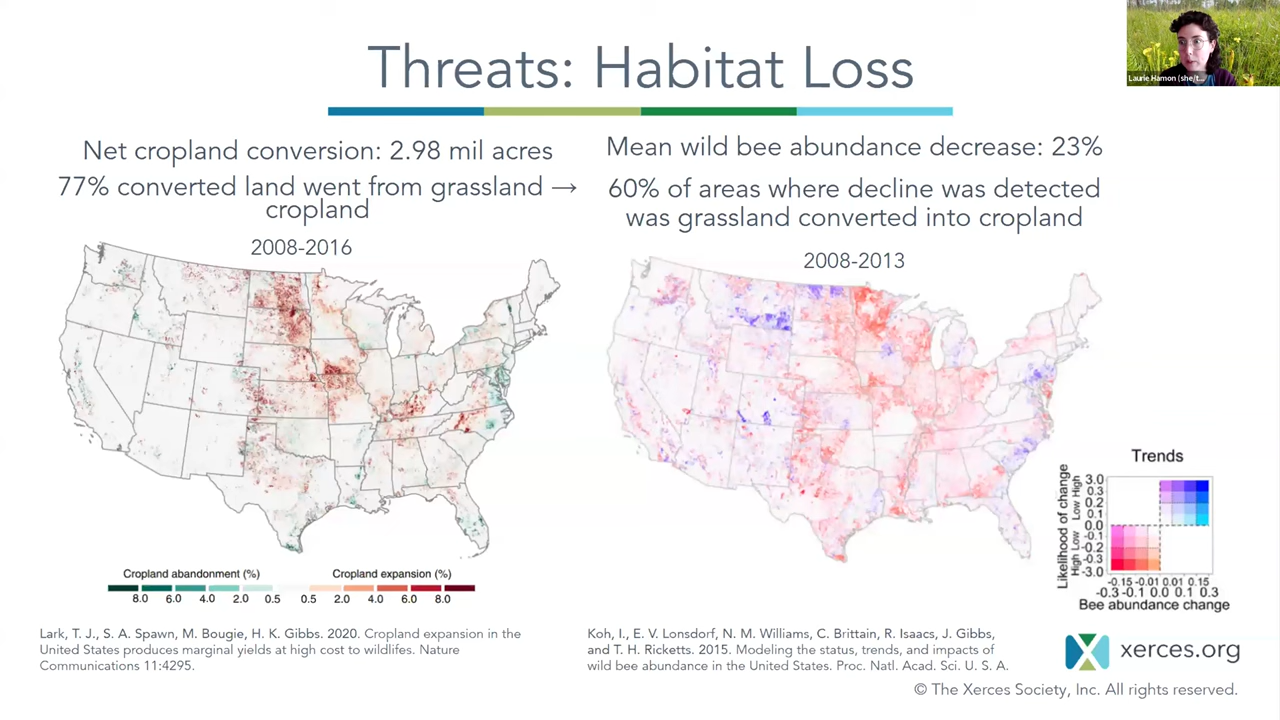 Laurie Hamon (she/t...
Threats: Habitat Loss
Net cropland conversion: 2.98 mil acres
77% converted land went from grassland →
cropland
2008-2016
Cropland abandonment (%)
Cropland expansion (%)
8.0 6.0 4.0 2.0 0.5 0.5 2.0 4.0 6.0 8.0
Lark, T. J., S. A. Spawn, M. Bougie, H. K. Gibbs. 2020. Cropland expansion in the
United States produces marginal yields at high cost to wildlifes. Nature
Communications 11:4295.
Mean wild bee abundance decrease: 23%
60% of areas where decline was detected
was grassland converted into cropland
2008-2013
Trends
Likelihood of change
High Low Low High
3.0
0.3
0.2
0.1
0.0
-0.1
-0.2
-0.3
-3.0
-0.15 -0.01 0.01 0.15
-0.3 -0.1 0.0 0.1 0.3
Bee abundance change
Koh, I., E. V. Lonsdorf, N. M. Williams, C. Brittain, R. Isaacs, J. Gibbs,
and T. H. Ricketts. 2015. Modeling the status, trends, and impacts of
wild bee abundance in the United States. Proc. Natl. Acad. Sci. U. S. A.
xerces.org
© The Xerces Society, Inc. All rights reserved.